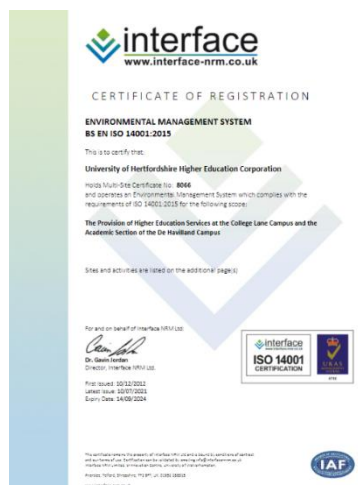 interface
www.interface-nrm.co.uk
CERTIFICATE OF REGISTRATION
ENVIRONMENTAL MANAGEMENT SYSTEM
BS EN ISO 14001:2015
This is to certify that:
University of Hertfordshire Higher Education Corporation
Holds Multi-Site Certificate No: 8066
and operates an Environmental Management System which complies with the
requirements of ISO 14001:2015 for the following scope:
The Provision of Higher Education Services at the College Lane Campus and the
Academic Section of the De Havilland Campus
Sites and activities are listed on the additional page(s)
For and on behalf of Interface NRM Ltd.
Dr. Gavin Jordan
Director, Interface NRM Ltd.
interface
ISO 14001
CERTIFICATION
UKAS
First Issued: 10/12/2012
Latest Issue: 10/07/2021
Expiry Date: 14/09/2024
IAF